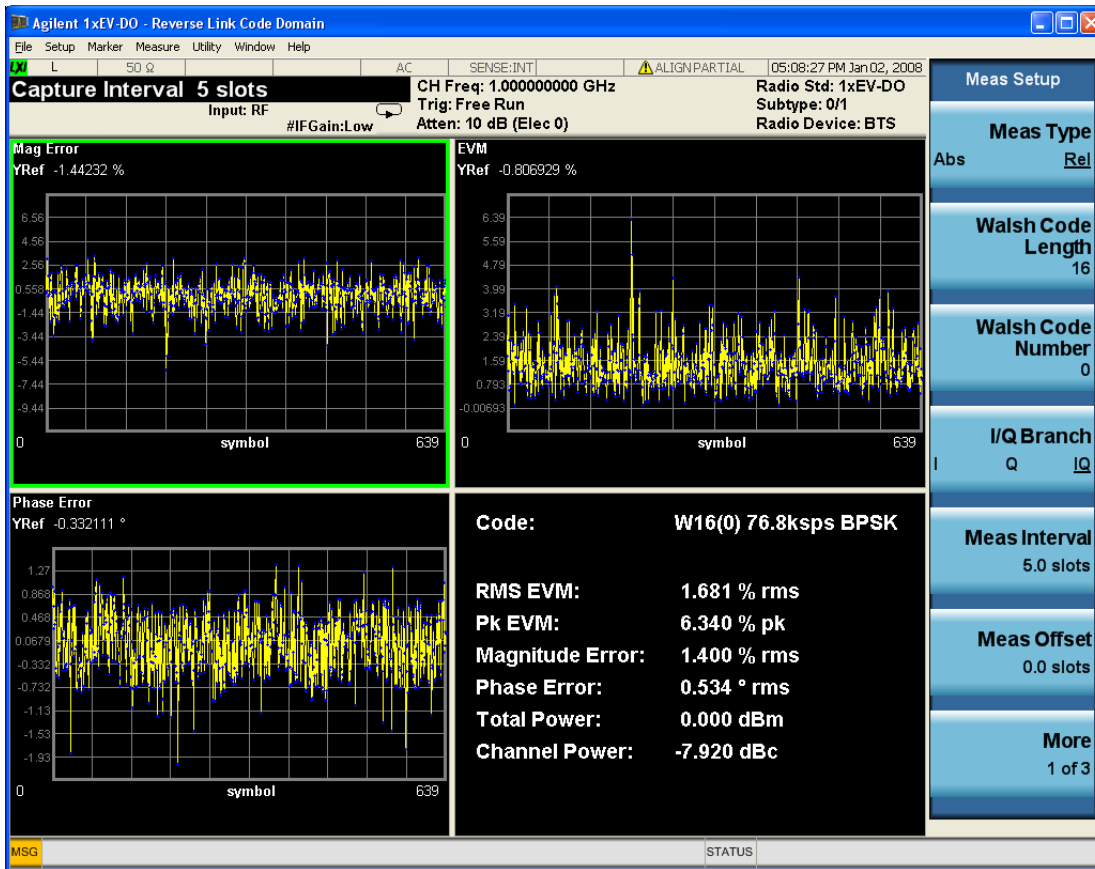 Agilent 1xEV-DO - Reverse Link Code Domain
File Setup Marker Measure Utility Window Help
LXI L 50 Ω AC SENSE:INT ALIGN PARTIAL 05:08:27 PM Jan 02, 2008
Capture Interval 5 slots
Input: RF
#IFGain:Low
CH Freq: 1.000000000 GHz
Trig: Free Run
Atten: 10 dB (Elec 0)
Radio Std: 1xEV-DO
Subtype: 0/1
Radio Device: BTS
Mag Error
YRef -1.44232 %
6.56
4.56
2.56
0.558
-1.44
-3.44
-5.44
-7.44
-9.44
0 symbol 639
EVM
YRef -0.806929 %
6.39
5.59
4.79
3.99
3.19
2.39
1.59
0.793
-0.00693
0 symbol 639
Phase Error
YRef -0.332111 °
1.27
0.868
0.468
0.0679
-0.332
-0.732
-1.13
-1.53
-1.93
0 symbol 639
Code: W16(0) 76.8ksps BPSK
RMS EVM: 1.681 % rms
Pk EVM: 6.340 % pk
Magnitude Error: 1.400 % rms
Phase Error: 0.534 ° rms
Total Power: 0.000 dBm
Channel Power: -7.920 dBc
Meas Setup
Meas Type
Abs Rel
Walsh Code
Length
16
Walsh Code
Number
0
I/Q Branch
I Q IQ
Meas Interval
5.0 slots
Meas Offset
0.0 slots
More
1 of 3
MSG STATUS